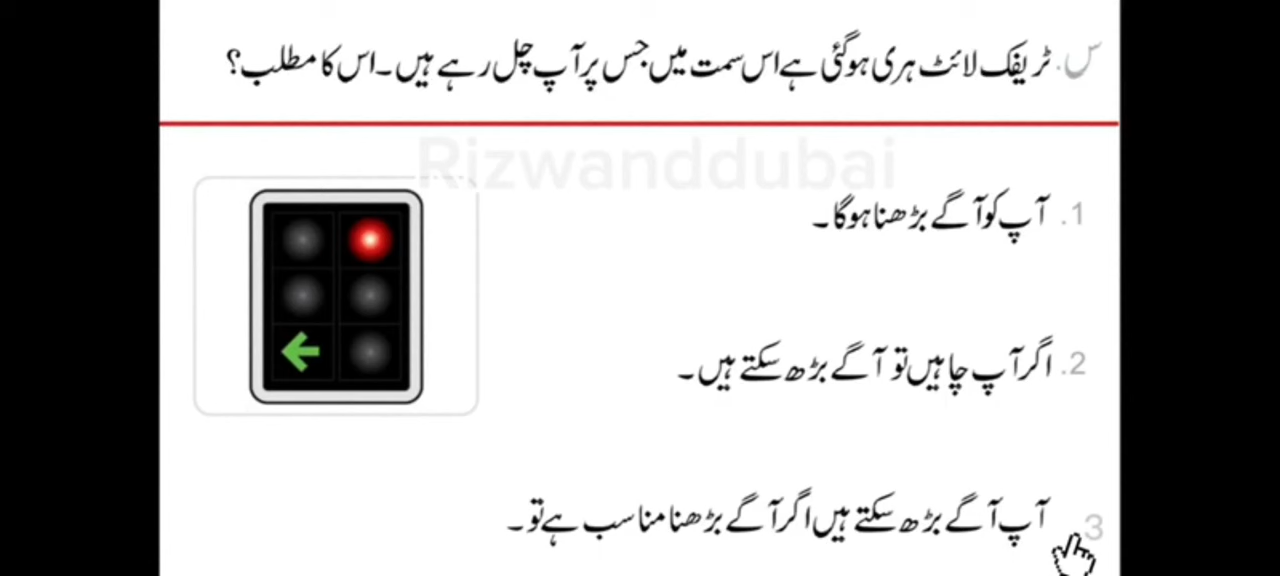 س. ٹریفک لائٹ ہری ہوگئی ہے اس سمت میں جس پر آپ چل رہے ہیں۔ اس کا مطلب؟
Rizwanddubai
1. آپ کو آگے بڑھنا ہوگا۔
2. اگر آپ چاہیں تو آگے بڑھ سکتے ہیں۔
3 آپ آگے بڑھ سکتے ہیں اگر آگے بڑھنا مناسب ہے تو۔